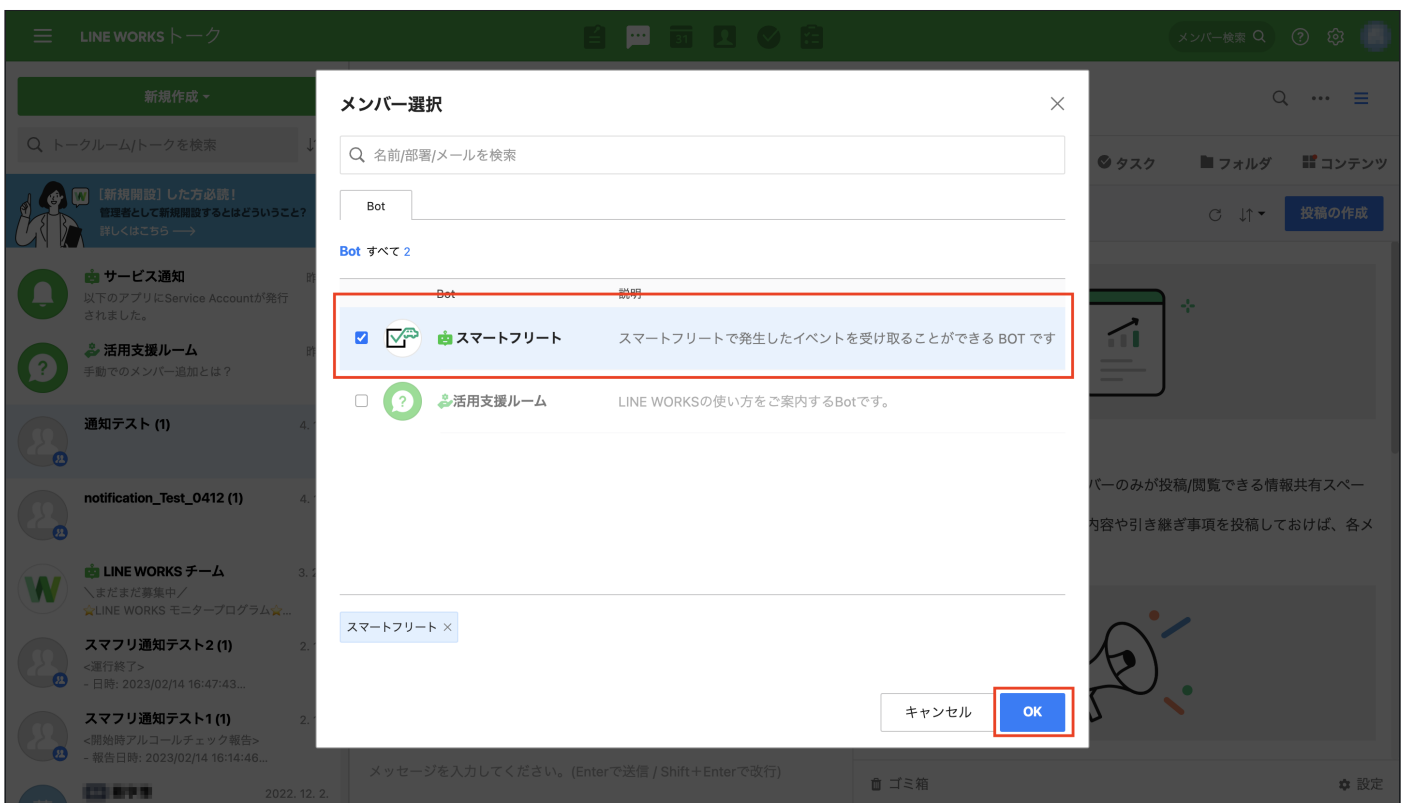 LINE WORKSトーク
31
メンバー検索
新規作成
トークルーム/トークを検索
[新規開設] した方必読！
管理者として新規開設するとはどういうこと？
詳しくはこちら
サービス通知
昨
以下のアプリにService Accountが発行
されました。
活用支援ルーム
昨
手動でのメンバー追加とは？
通知テスト (1)
4.
notification_Test_0412 (1)
4.
LINE WORKS チーム
3. 2
＼まだまだ募集中／
LINE WORKS モニタープログラム
...
スマフリ通知テスト2 (1)
2.
<運行終了>
- 日時: 2023/02/14 16:47:43...
スマフリ通知テスト1 (1)
2.
<開始時アルコールチェック報告>
- 報告日時: 2023/02/14 16:14:46...
2022. 12. 2.
メンバー選択
名前/部署/メールを検索
Bot
Bot すべて 2
Bot 説明
スマートフリート スマートフリートで発生したイベントを受け取ることができる BOT です
活用支援ルーム LINE WORKSの使い方をご案内するBotです。
スマートフリート
キャンセル OK
タスク フォルダ コンテンツ
投稿の作成
バーのみが投稿/閲覧できる情報共有スペー
内容や引き継ぎ事項を投稿しておけば、各メ
メッセージを入力してください。(Enterで送信 / Shift＋Enterで改行)
ゴミ箱
設定